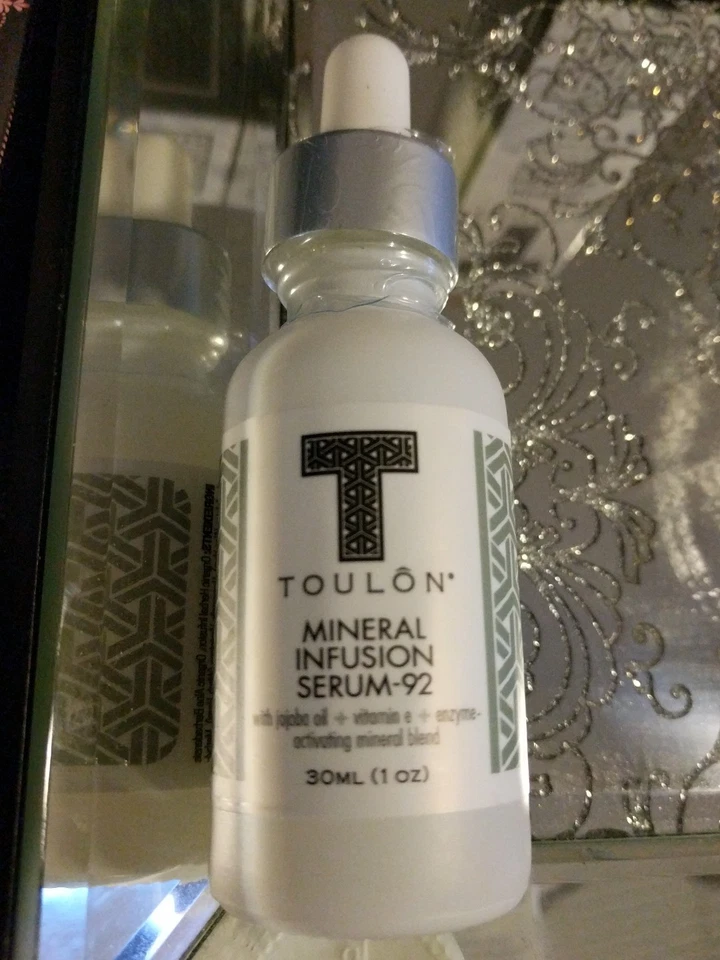 T
TOULÔN
MINERAL
INFUSION
SERUM-92
with jojoba oil + vitamin e + enzyme-
activating mineral blend
30ML (1 OZ)